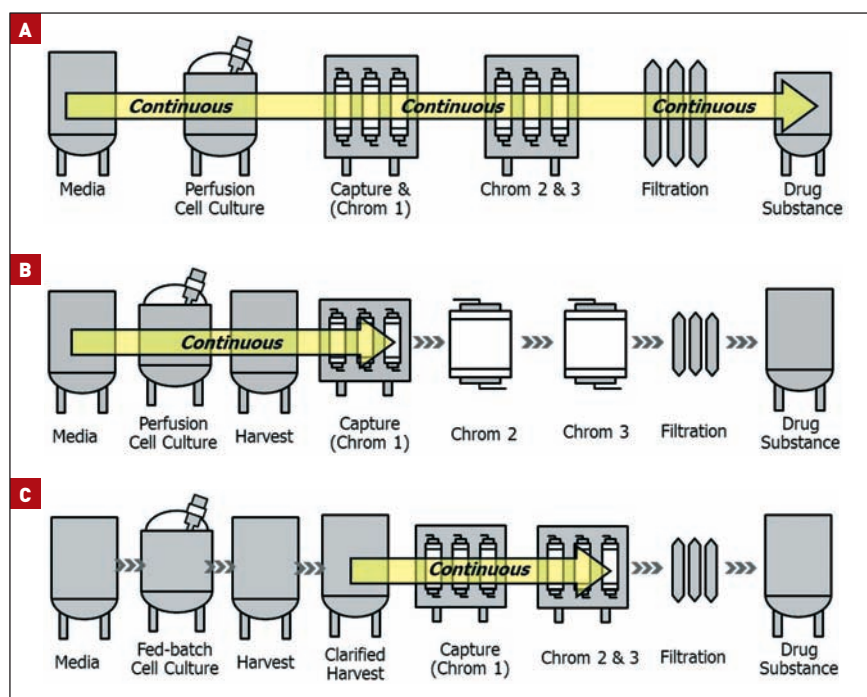 A
Continuous Continuous Continuous
Media
Perfusion
Cell Culture
Capture &
(Chrom 1)
Chrom 2 & 3
Filtration
Drug
Substance
B
Continuous
Media
Perfusion
Cell Culture
Harvest
Capture
(Chrom 1)
Chrom 2
Chrom 3
Filtration
Drug
Substance
C
Continuous
Media
Fed-batch
Cell Culture
Harvest
Clarified
Harvest
Capture
(Chrom 1)
Chrom 2 & 3
Filtration
Drug
Substance